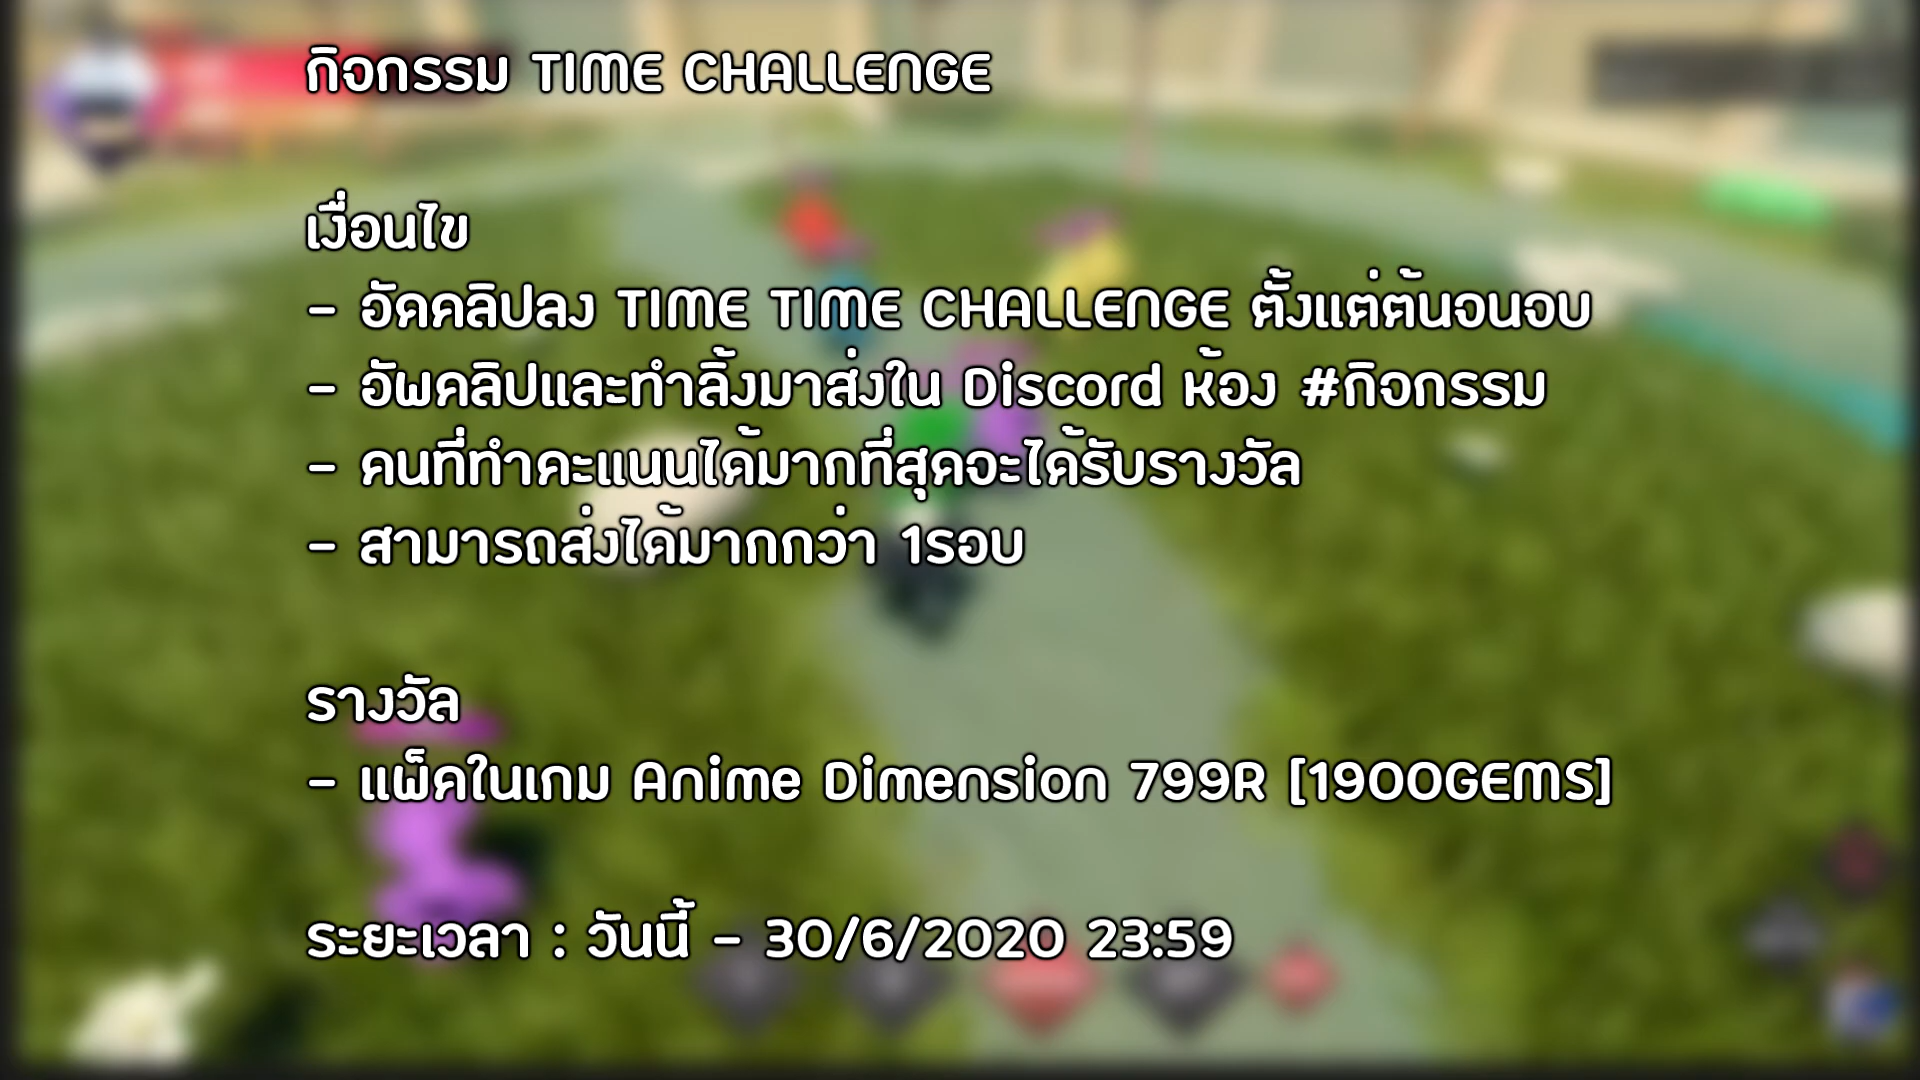 กิจกรรม TIME CHALLENGE
เงื่อนไข
- อัดคลิปลง TIME TIME CHALLENGE ตั้งแต่ต้นจนจบ
- อัพคลิปและทำลิ้งมาส่งใน Discord ห้อง #กิจกรรม
- คนที่ทำคะแนนได้มากที่สุดจะได้รับรางวัล
- สามารถส่งได้มากกว่า 1รอบ
รางวัล
- แพ็คในเกม Anime Dimension 799R [1900GEMS]
ระยะเวลา : วันนี้ - 30/6/2020 23:59